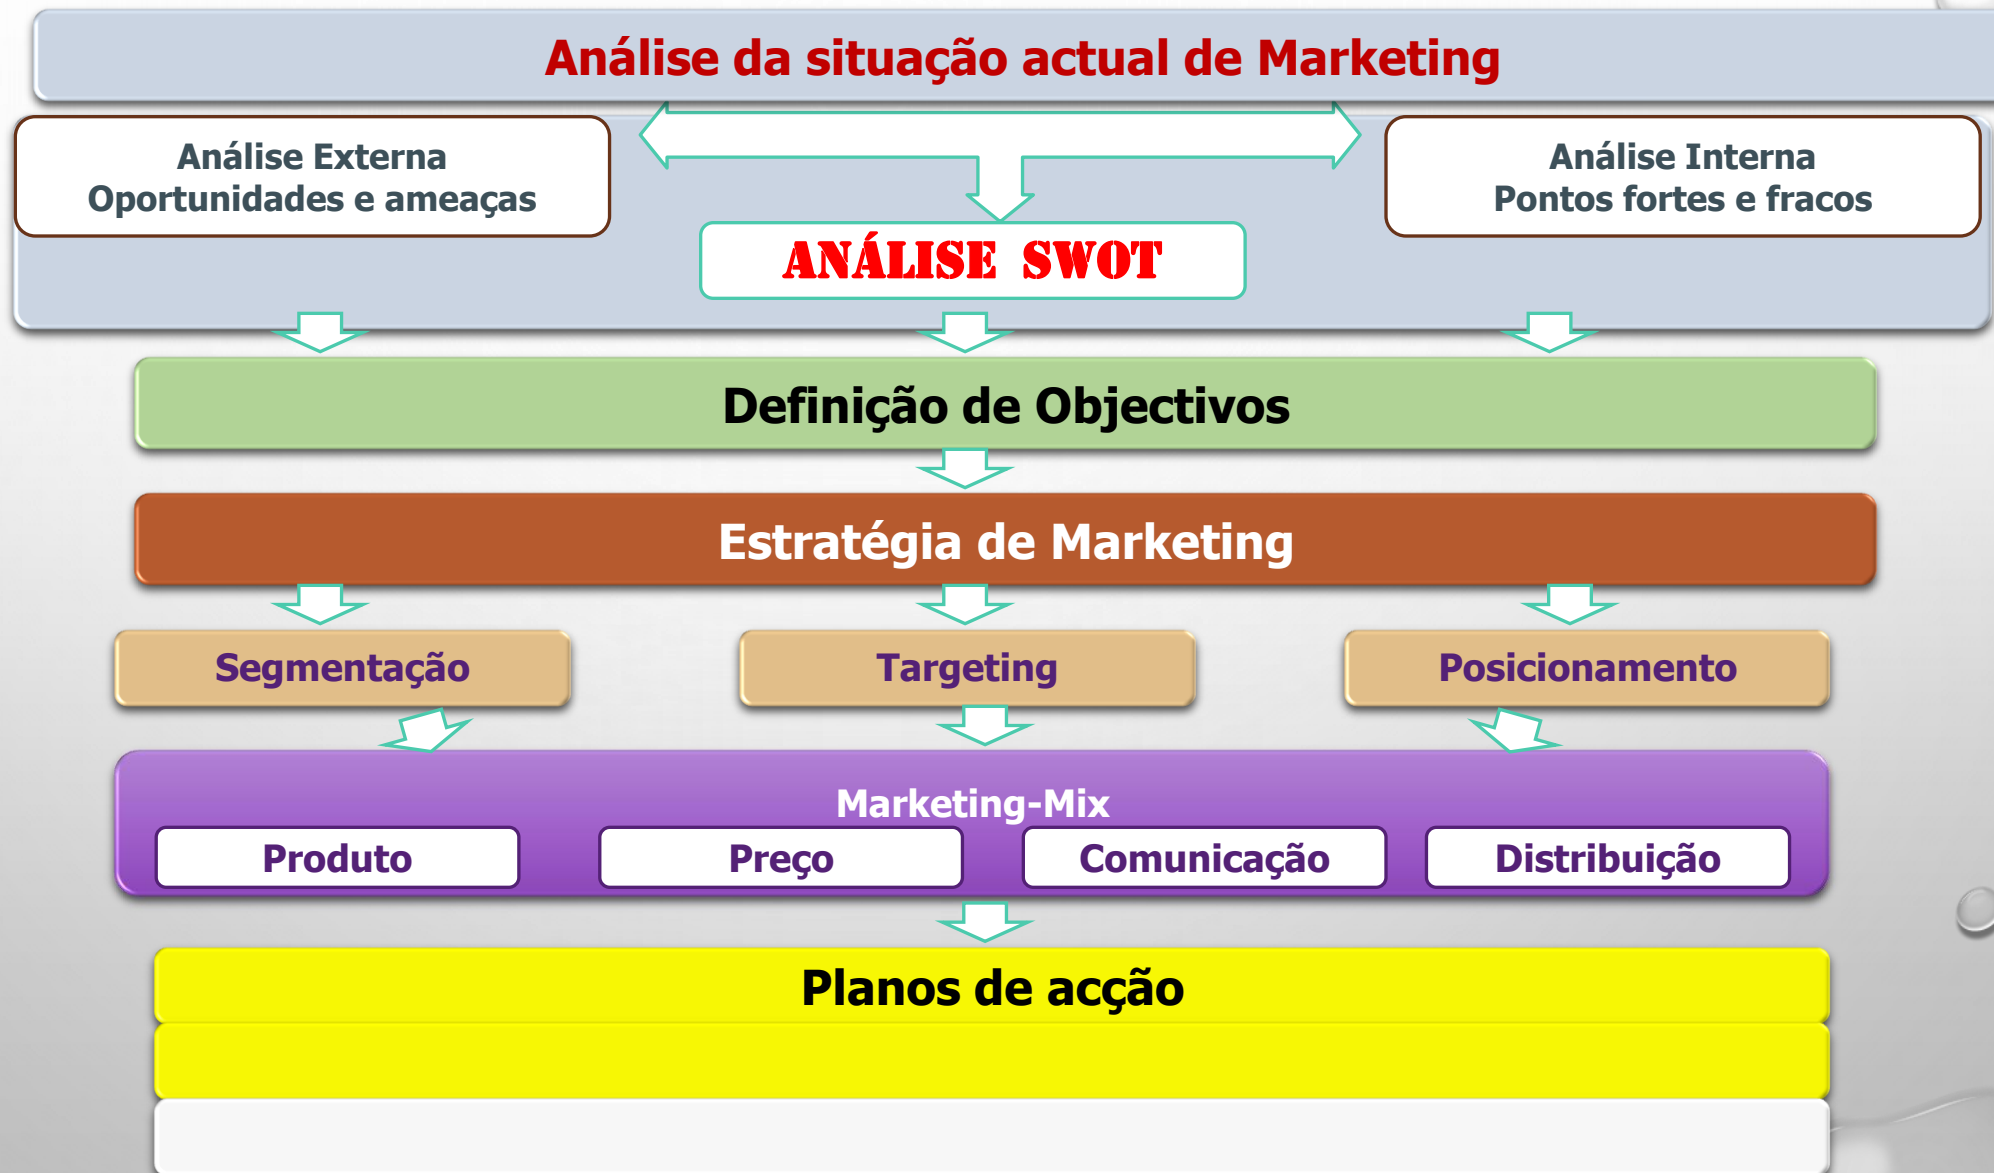 Análise da situação actual de Marketing
Análise Externa
Oportunidades e ameaças
Análise Interna
Pontos fortes e fracos
ANÁLISE SWOT
Definição de Objectivos
Estratégia de Marketing
Segmentação
Targeting
Posicionamento
Marketing-Mix
Produto
Preço
Comunicação
Distribuição
Planos de acção